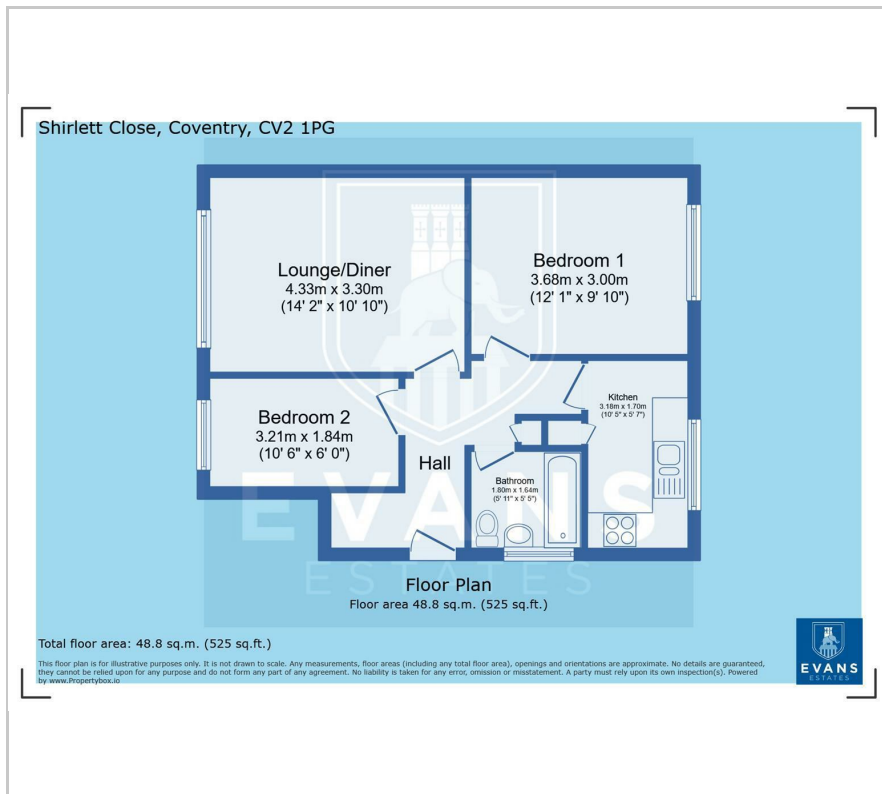 Shirlett Close, Coventry, CV2 1PG
Lounge/Diner
4.33m x 3.30m
(14' 2" x 10' 10")
Bedroom 1
3.68m x 3.00m
(12' 1" x 9' 10")
Kitchen
3.18m x 1.70m
(10' 5" x 5' 7")
Bedroom 2
3.21m x 1.84m
(10' 6" x 6' 0")
Hall
Bathroom
1.80m x 1.64m
(5' 11" x 5' 5")
EVANS
ESTATES
Floor Plan
Floor area 48.8 sq.m. (525 sq.ft.)
Total floor area: 48.8 sq.m. (525 sq.ft.)
This floor plan is for illustrative purposes only. It is not drawn to scale. Any measurements, floor areas (including any total floor area), openings and orientations are approximate. No details are guaranteed,
they cannot be relied upon for any purpose and do not form any part of any agreement. No liability is taken for any error, omission or misstatement. A party must rely upon its own inspection(s). Powered
by www.Propertybox.io
EVANS
ESTATES